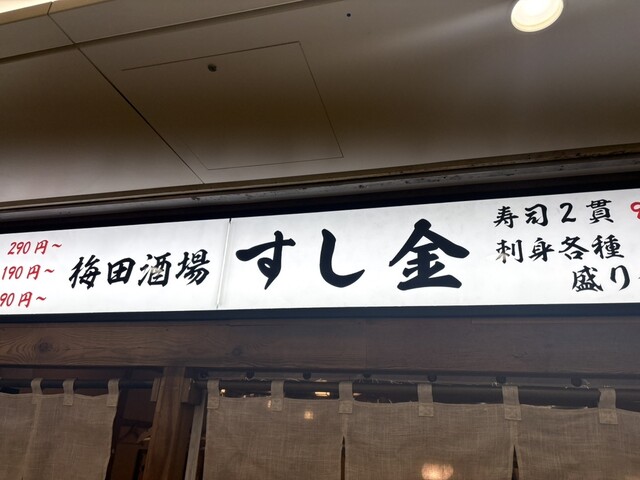 290円～
190円～
90円～
梅田酒場
すし金
寿司2貫
刺身各種
盛り